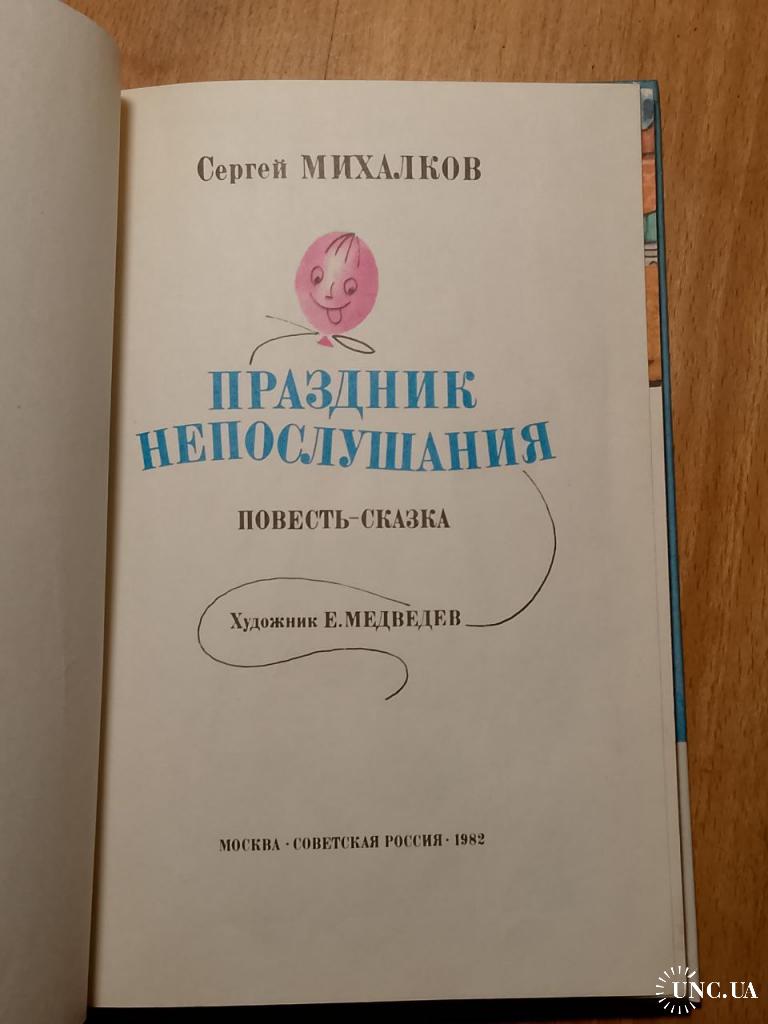 Сергей МИХАЛКОВ
ПРАЗДНИК
НЕПОСЛУШАНИЯ
ПОВЕСТЬ-СКАЗКА
Художник Е.МЕДВЕДЕВ
МОСКВА · СОВЕТСКАЯ РОССИЯ · 1982
UNC.UA